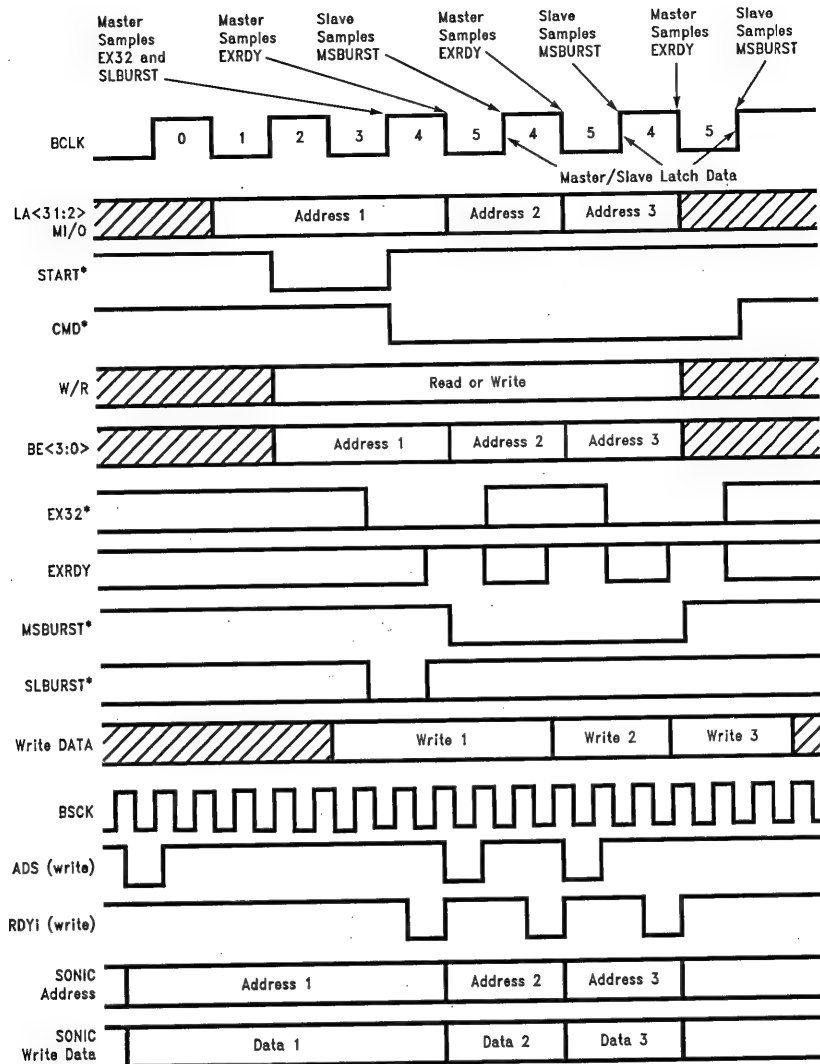 Master
Samples
EX32 and
SLBURST
Master
Samples
EXRDY
Slave
Samples
MSBURST
Master
Samples
EXRDY
Slave
Samples
MSBURST
Master
Samples
EXRDY
Slave
Samples
MSBURST
BCLK
0 1 2 3 4 5 4 5 4 5
Master/Slave Latch Data
LA<31:2>
MI/O
Address 1 Address 2 Address 3
START*
CMD*
W/R
Read or Write
BE<3:0>
Address 1 Address 2 Address 3
EX32*
EXRDY
MSBURST*
SLBURST*
Write DATA
Write 1 Write 2 Write 3
BSCK
ADS (write)
RDYi (write)
SONIC
Address
Address 1 Address 2 Address 3
SONIC
Write Data
Data 1 Data 2 Data 3